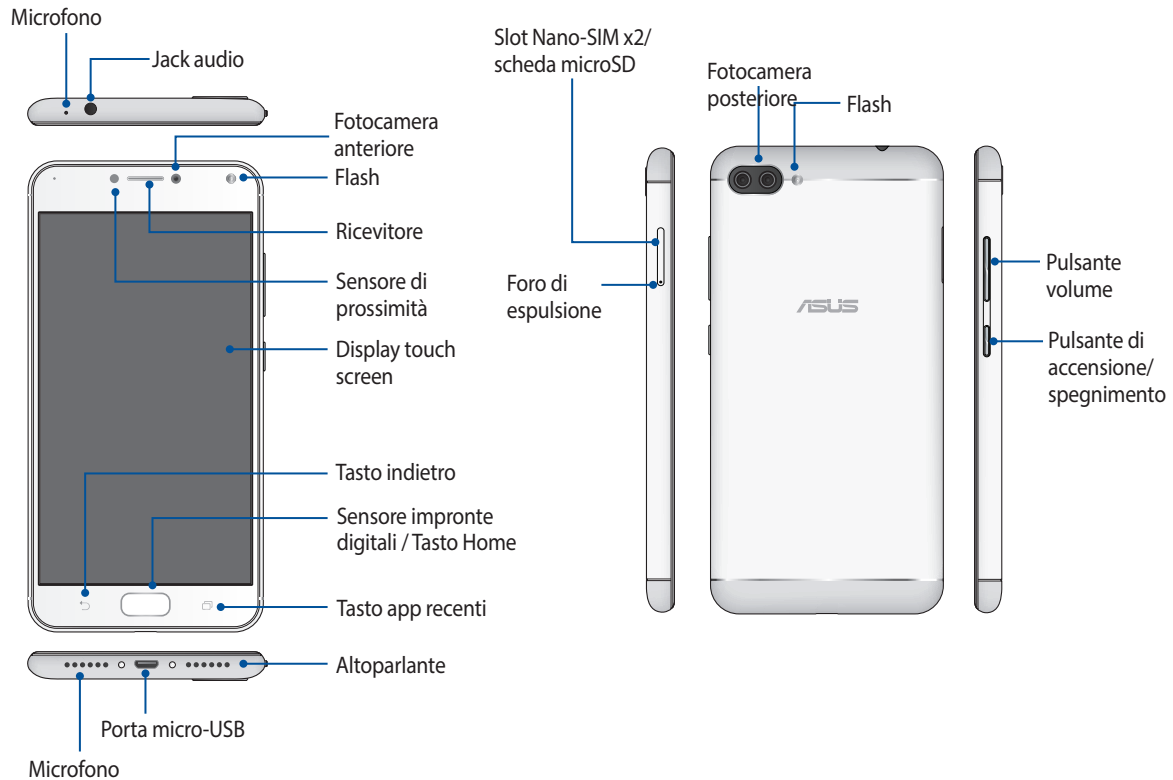 Microfono
Jack audio
Fotocamera
anteriore
Flash
Ricevitore
Sensore di
prossimità
Display touch
screen
Tasto indietro
Sensore impronte
digitali / Tasto Home
Tasto app recenti
Altoparlante
Porta micro-USB
Microfono
Slot Nano-SIM x2/
scheda microSD
Fotocamera
posteriore
Flash
Foro di
espulsione
ASUS
Pulsante
volume
Pulsante di
accensione/
spegnimento